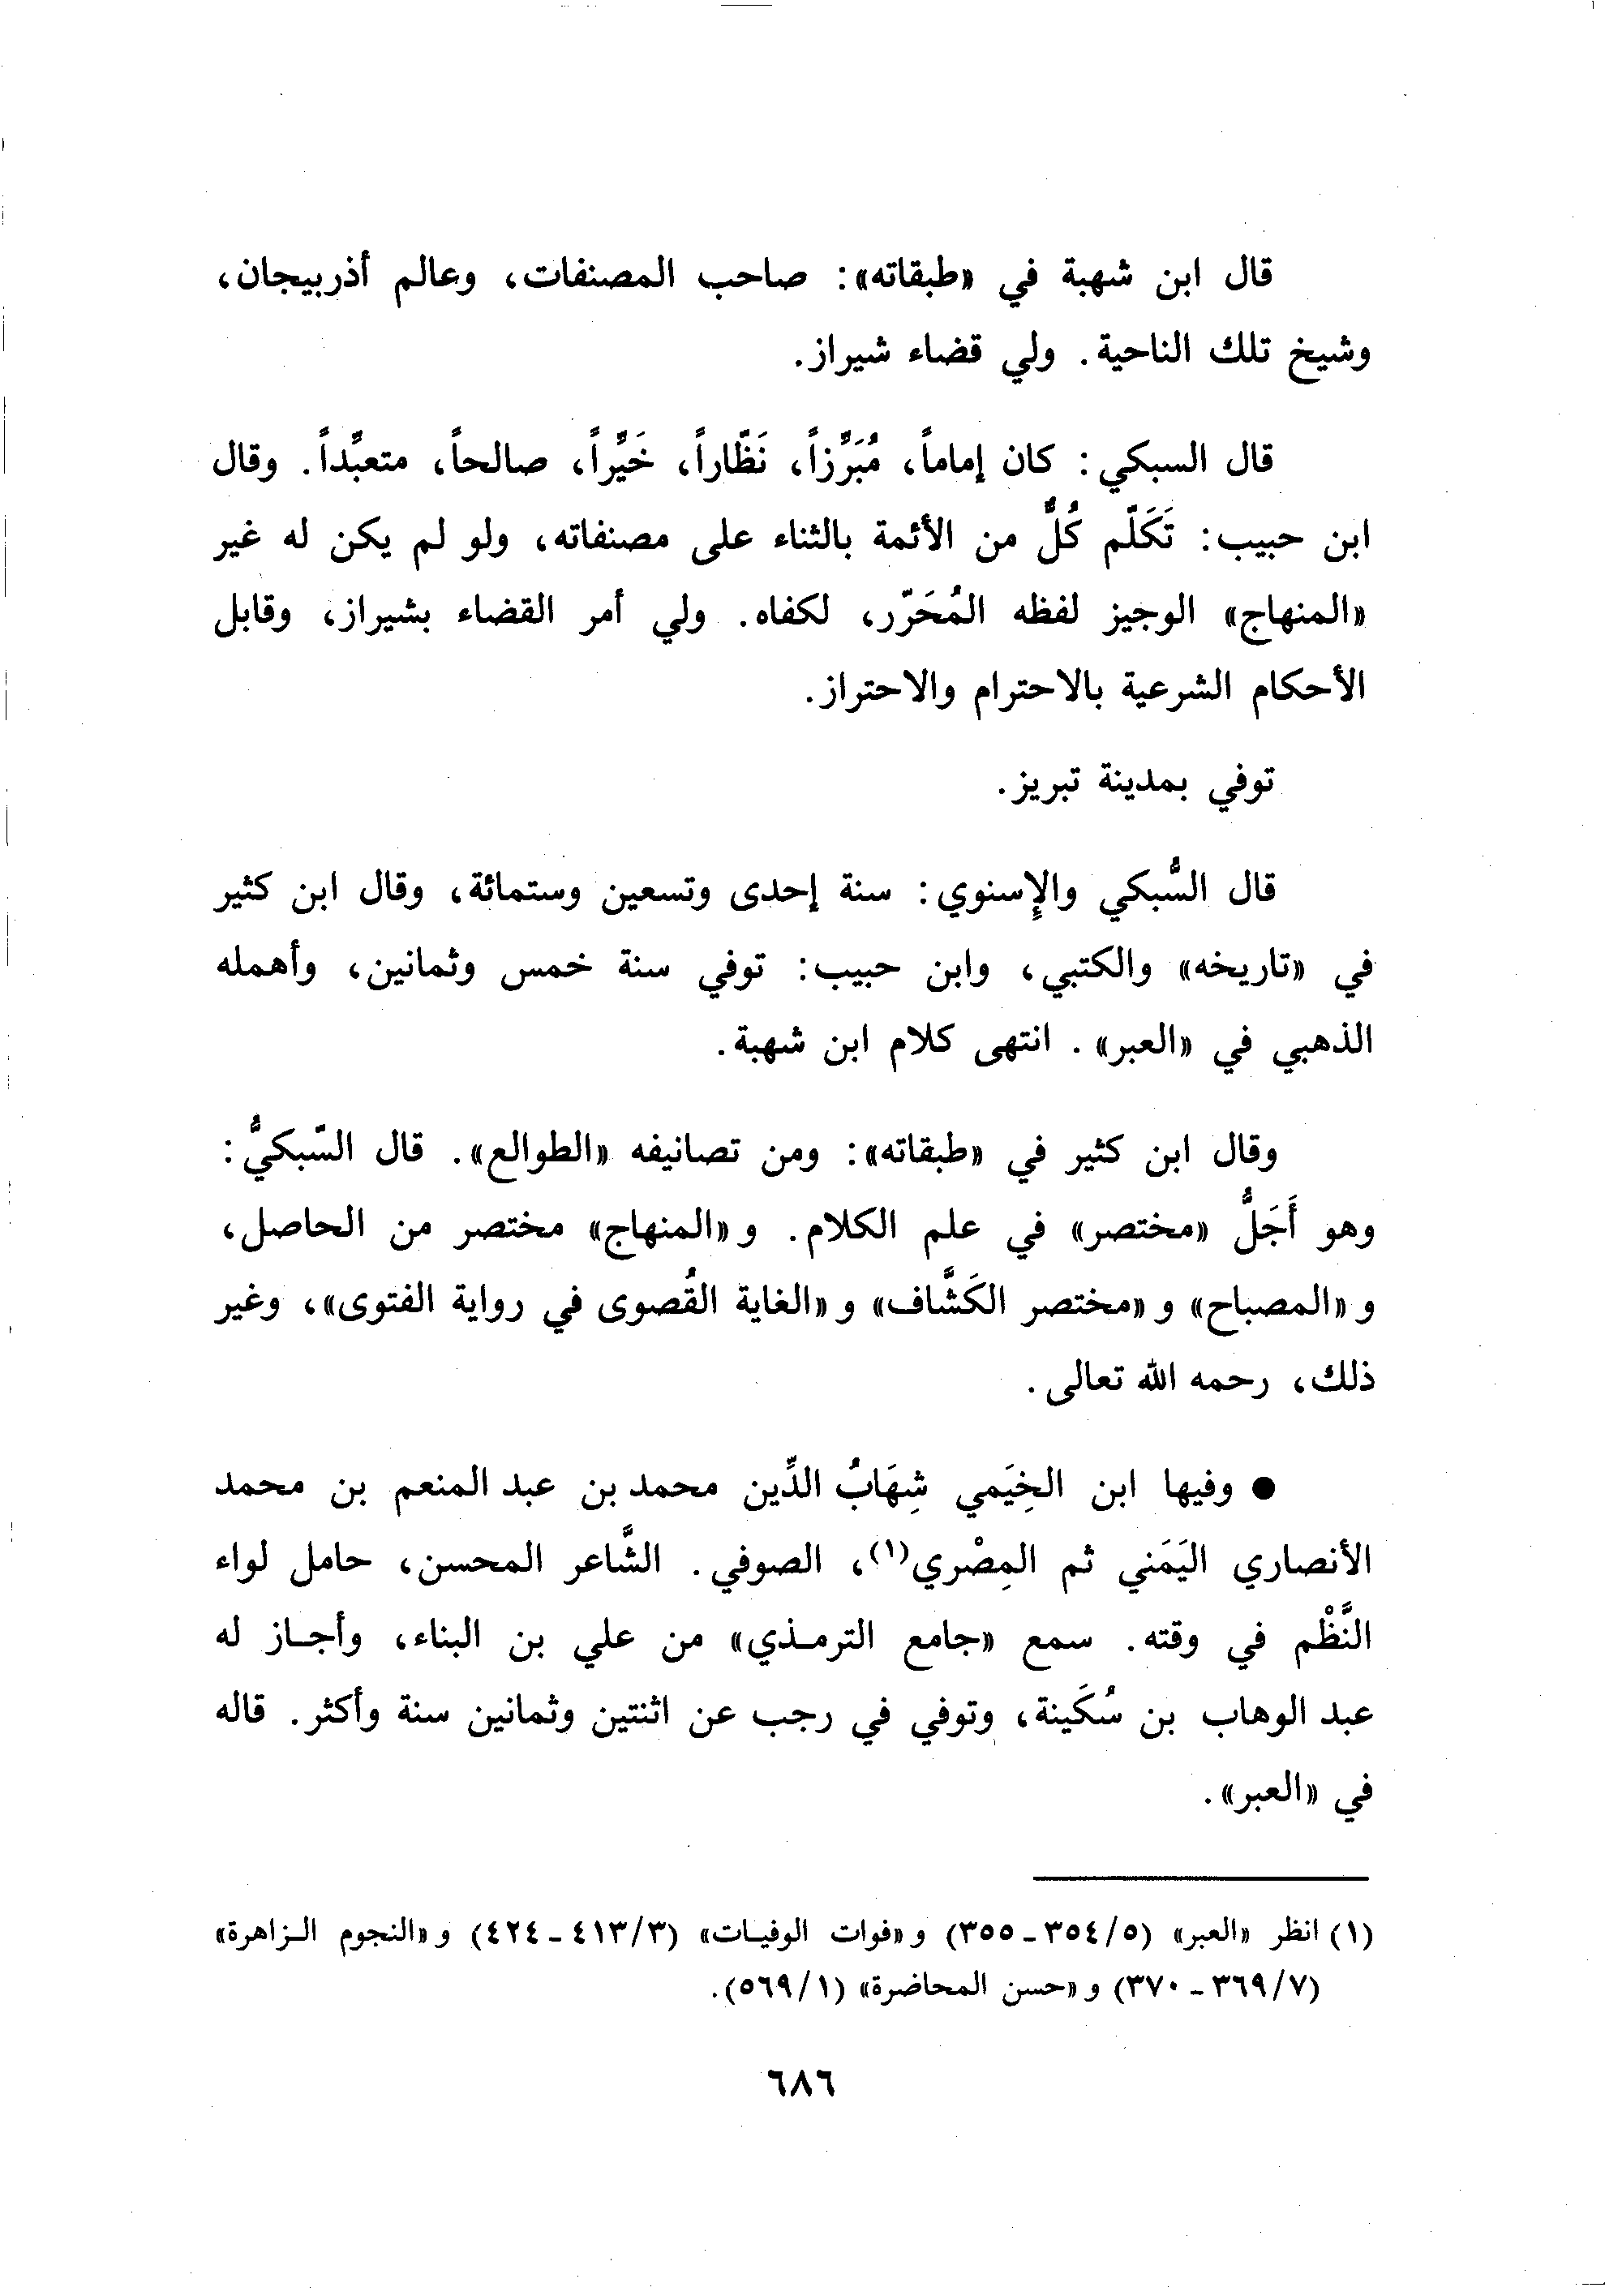 قال ابن شهبة في «طبقاته»: صاحب المصنفات، وعالم أذربيجان،
وشيخ تلك الناحية. ولي قضاء شيراز.
قال السبكي: كان إماماً، مُبَرِّزاً، نَظَّاراً، خَيِّراً، صالحاً، متعبِّداً. وقال
ابن حبيب: تَكَلَّم كُلٌّ من الأئمة بالثناء على مصنفاته، ولو لم يكن له غير
«المنهاج» الوجيز لفظه المُحَرّر، لكفاه. ولي أمر القضاء بشيراز، وقابل
الأحكام الشرعية بالاحترام والاحتراز.
توفي بمدينة تبريز.
قال السُّبكي والإِسنوي: سنة إحدى وتسعين وستمائة، وقال ابن كثير
في «تاريخه» والكتبي، وابن حبيب: توفي سنة خمس وثمانين، وأهمله
الذهبي في «العبر». انتهى كلام ابن شهبة.
وقال ابن كثير في «طبقاته»: ومن تصانيفه «الطوالع». قال السّبكيُّ:
وهو أَجَلُّ «مختصر» في علم الكلام. و«المنهاج» مختصر من الحاصل،
و«المصباح» و«مختصر الكَشَّاف» و«الغاية القُصوى في رواية الفتوى»، وغير
ذلك، رحمه الله تعالى.
● وفيها ابن الخِيَمي شِهَابُ الدِّين محمد بن عبد المنعم بن محمد
الأنصاري اليَمَني ثم المِصْري(١)، الصوفي. الشَّاعر المحسن، حامل لواء
النَّظْم في وقته. سمع «جامع الترمـذي» من علي بن البناء، وأجـاز له
عبد الوهاب بن سُكَينة، وتوفي في رجب عن اثنتين وثمانين سنة وأكثر. قاله
في «العبر».
(١) انظر «العبر» (٥/ ٣٥٤ - ٣٥٥) و«فوات الوفيـات» (٣/ ٤١٣ - ٤٢٤) و«النجوم الـزاهرة»
(٧/ ٣٦٩ - ٣٧٠) و«حسن المحاضرة» (١/ ٥٦٩).
٦٨٦